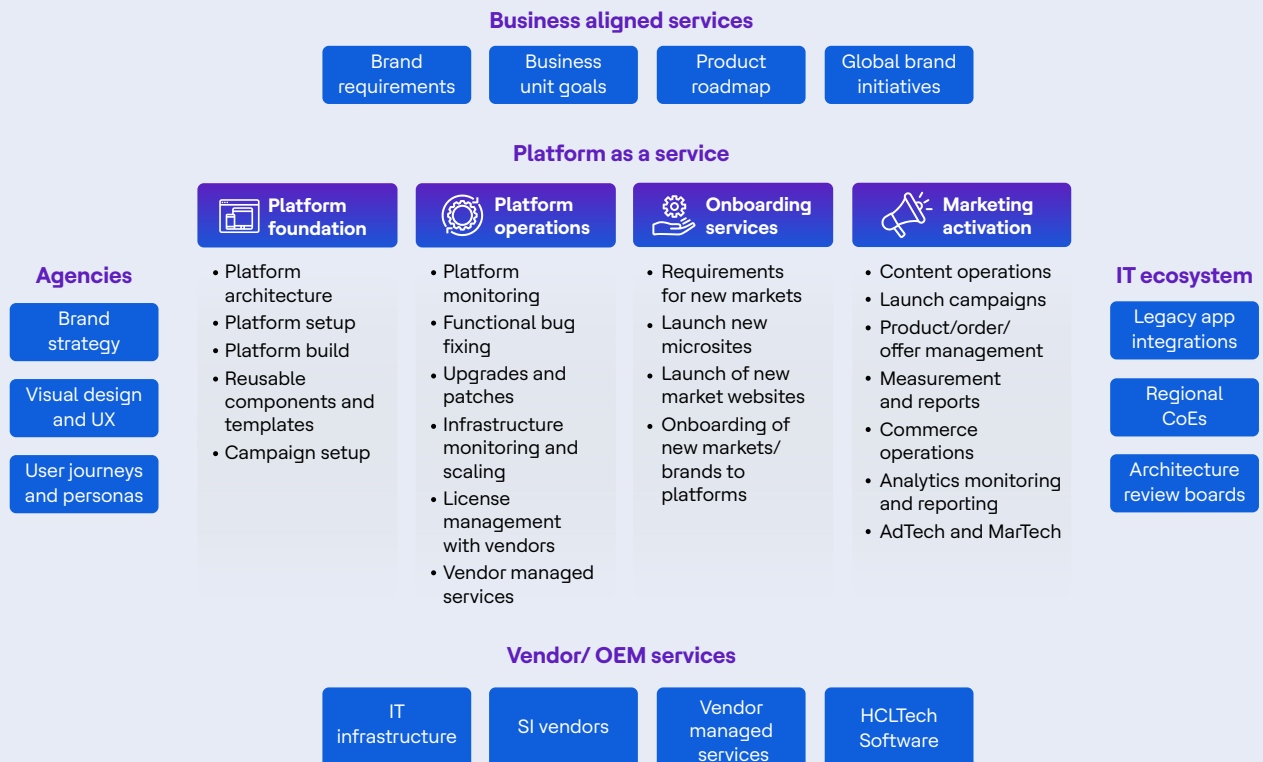 Business aligned services
Brand
requirements
Business
unit goals
Product
roadmap
Global brand
initiatives
Platform as a service
Agencies
Brand
strategy
Visual design
and UX
User journeys
and personas
Platform
foundation
• Platform
architecture
• Platform setup
• Platform build
• Reusable
components and
templates
• Campaign setup
Platform
operations
• Platform
monitoring
• Functional bug
fixing
• Upgrades and
patches
• Infrastructure
monitoring and
scaling
• License
management
with vendors
• Vendor managed
services
Onboarding
services
• Requirements
for new markets
• Launch new
microsites
• Launch of new
market websites
• Onboarding of
new markets/
brands to
platforms
Marketing
activation
• Content operations
• Launch campaigns
• Product/order/
offer management
• Measurement
and reports
• Commerce
operations
• Analytics monitoring
and reporting
• AdTech and MarTech
IT ecosystem
Legacy app
integrations
Regional
CoEs
Architecture
review boards
Vendor/ OEM services
IT
infrastructure
SI vendors
Vendor
managed
services
HCLTech
Software